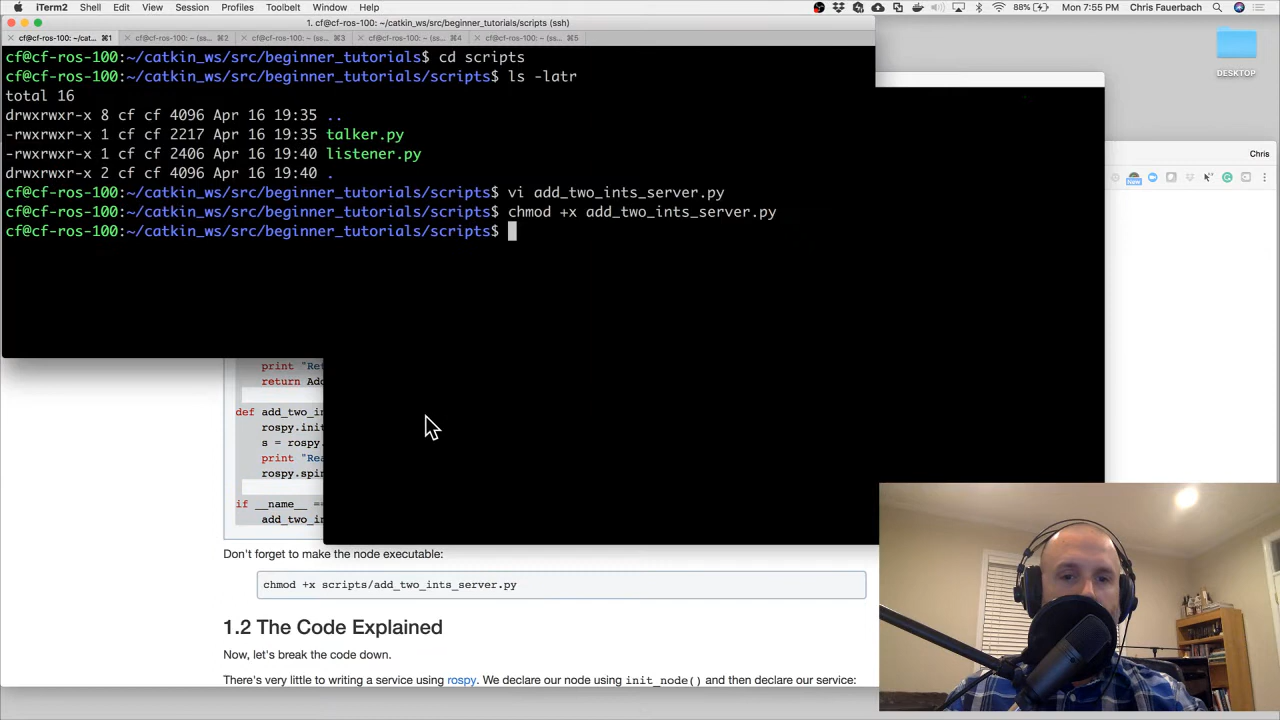 iTerm2 Shell Edit View Session Profiles Toolbelt Window Help 88% Mon 7:55 PM Chris Fauerbach
1. cf@cf-ros-100: ~/catkin_ws/src/beginner_tutorials/scripts (ssh)
cf@cf-ros-100: ~/cat... ⌘1 cf@cf-ros-100: ~ (ss... ⌘2 cf@cf-ros-100: ~ (ss... ⌘3 cf@cf-ros-100: ~ (ss... ⌘4 cf@cf-ros-100: ~ (ss... ⌘5
cf@cf-ros-100:~/catkin_ws/src/beginner_tutorials$ cd scripts
cf@cf-ros-100:~/catkin_ws/src/beginner_tutorials/scripts$ ls -latr
total 16
drwxrwxr-x 8 cf cf 4096 Apr 16 19:35 ..
-rwxrwxr-x 1 cf cf 2217 Apr 16 19:35 talker.py
-rwxrwxr-x 1 cf cf 2406 Apr 16 19:40 listener.py
drwxrwxr-x 2 cf cf 4096 Apr 16 19:40 .
cf@cf-ros-100:~/catkin_ws/src/beginner_tutorials/scripts$ vi add_two_ints_server.py
cf@cf-ros-100:~/catkin_ws/src/beginner_tutorials/scripts$ chmod +x add_two_ints_server.py
cf@cf-ros-100:~/catkin_ws/src/beginner_tutorials/scripts$
DESKTOP
Chris
New
print "Ret
return Add
def add_two_in
rospy.init
s = rospy.
print "Rea
rospy.spin
if __name__ ==
add_two_in
Don't forget to make the node executable:
chmod +x scripts/add_two_ints_server.py
1.2 The Code Explained
Now, let's break the code down.
There's very little to writing a service using rospy. We declare our node using init_node() and then declare our service: